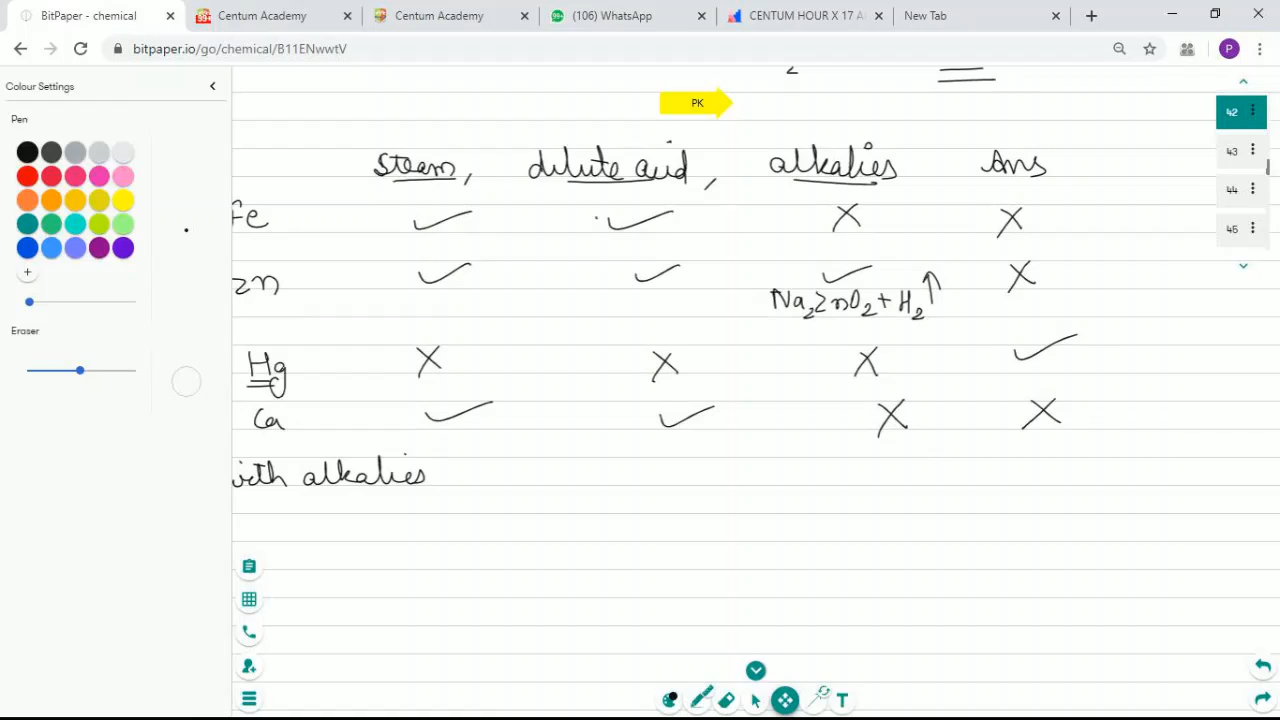 BitPaper - chemical
Centum Academy
Centum Academy
(106) WhatsApp
CENTUM HOUR X 17 A
New Tab
bitpaper.io/go/chemical/B11ENwwtV
P
Colour Settings
Pen
Eraser
PK
42
43
44
45
steam, dilute acid, alkalies Ans
Fe ✓ ✓ X X
Zn ✓ ✓ ✓ X
Na₂ZnO₂ + H₂↑
Hg X X X ✓
Ca ✓ ✓ X X
with alkalies
T